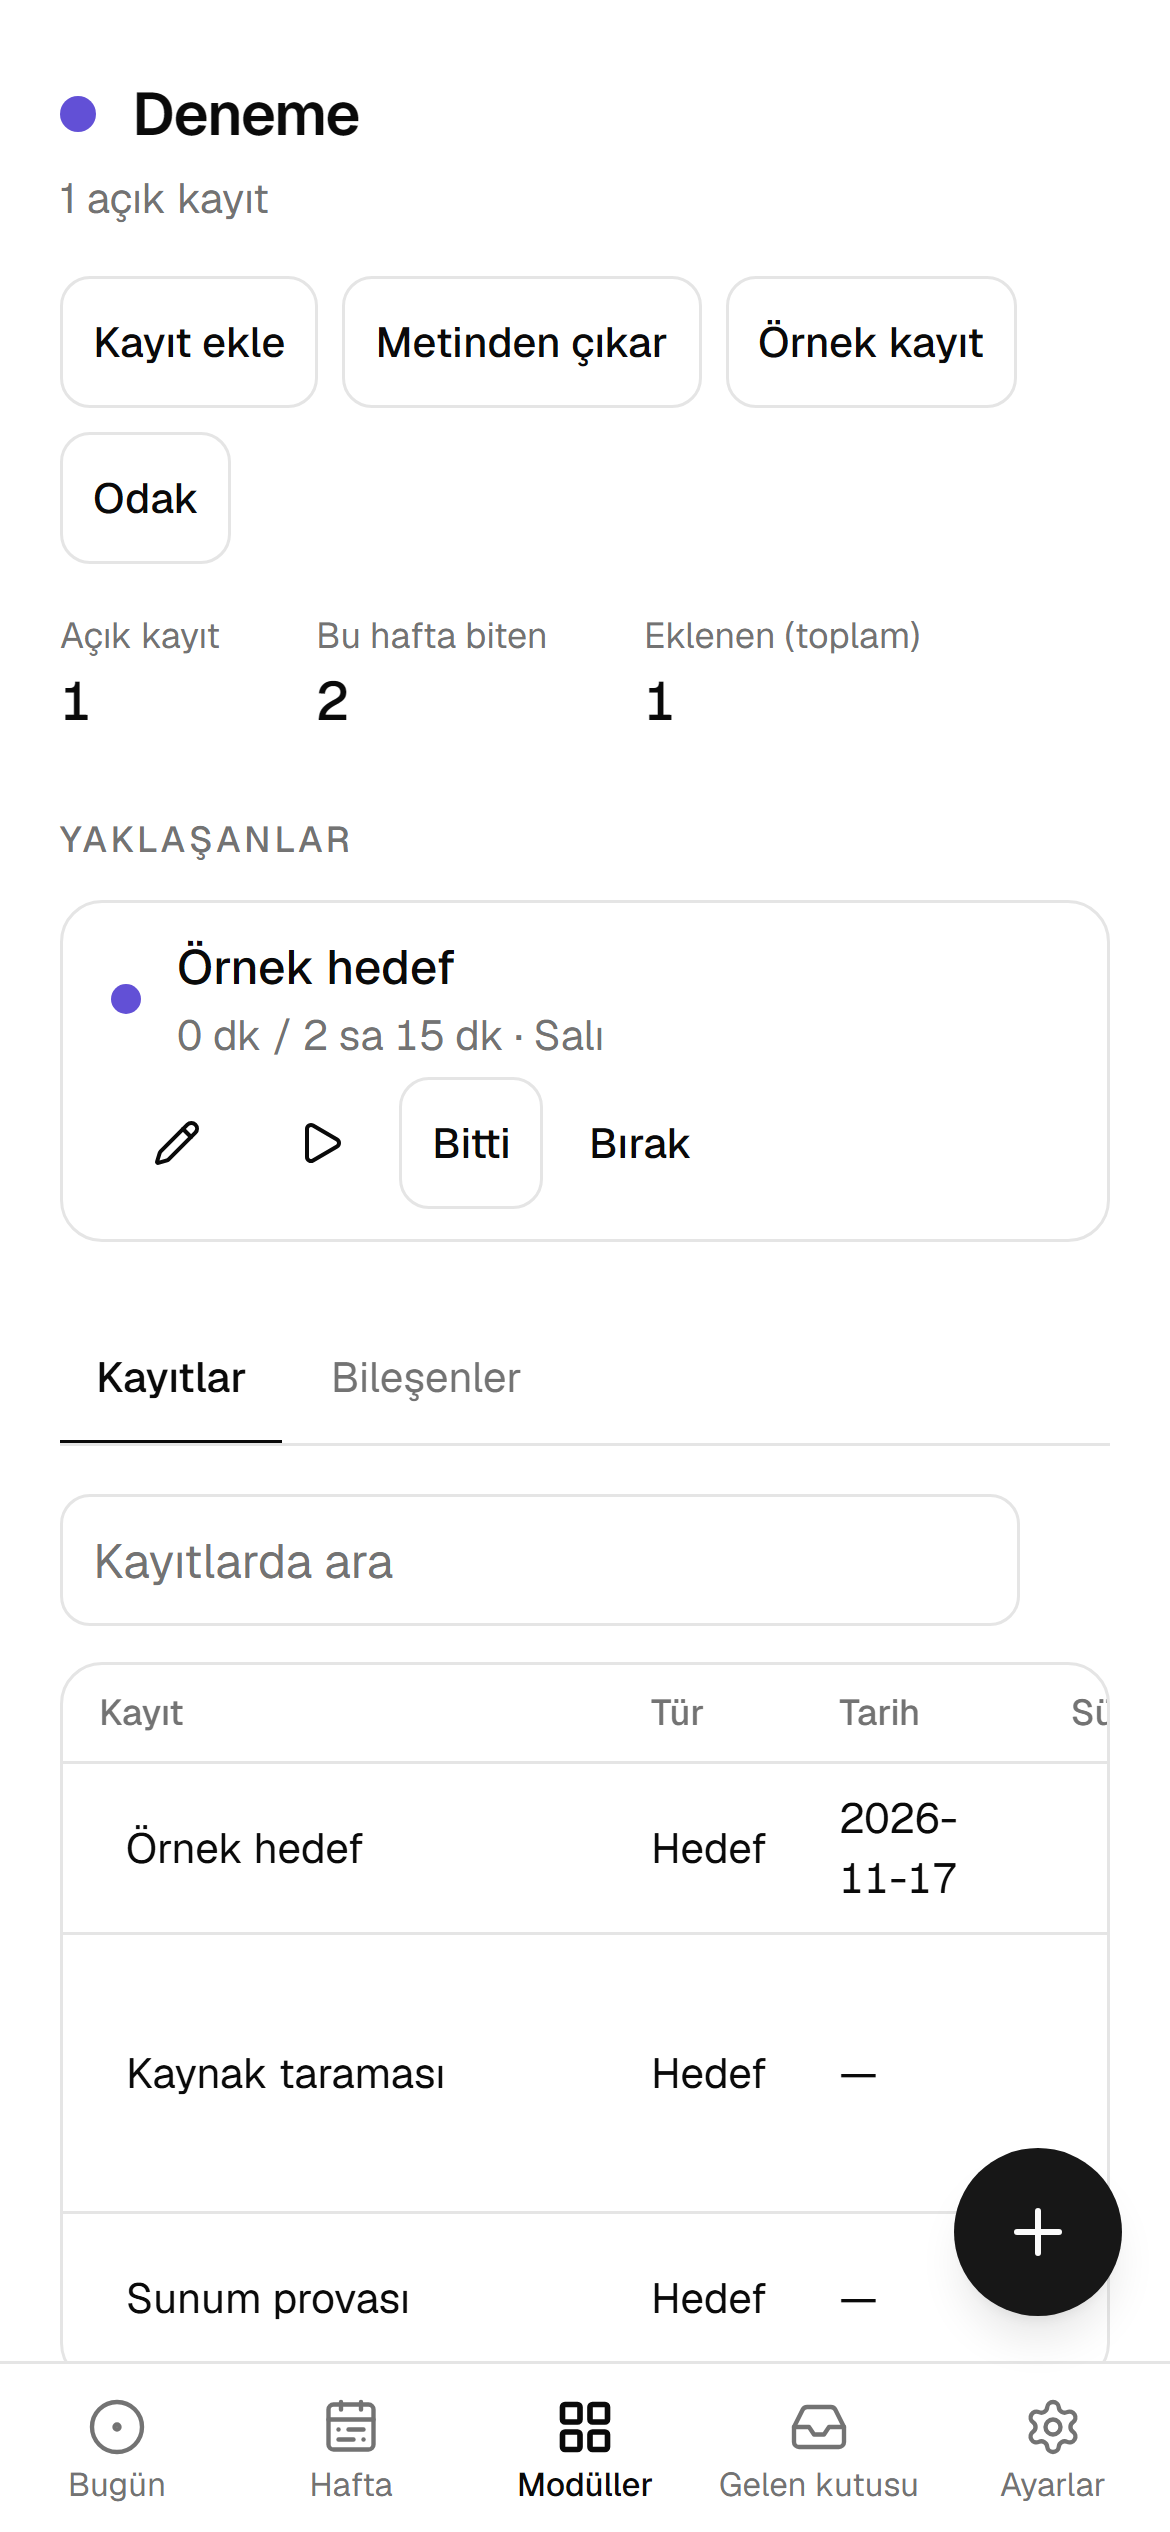 Deneme
1 açık kayıt
Kayıt ekle
Metinden çıkar
Örnek kayıt
Odak
Açık kayıt Bu hafta biten Eklenen (toplam)
1 2 1
YAKLAŞANLAR
Örnek hedef
0 dk / 2 sa 15 dk · Salı
Bitti Bırak
Kayıtlar Bileşenler
Kayıtlarda ara
Kayıt Tür Tarih Sü
Örnek hedef Hedef 2026-
11-17
Kaynak taraması Hedef —
Sunum provası Hedef —
Bugün Hafta Modüller Gelen kutusu Ayarlar